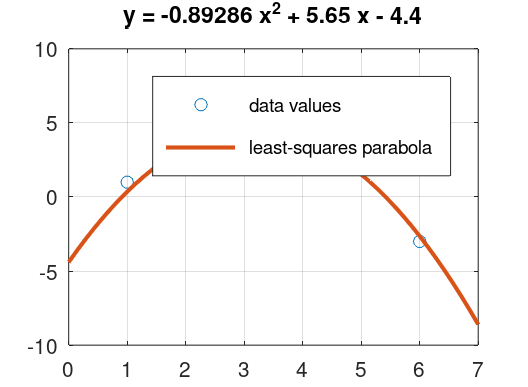 y = -0.89286 x² + 5.65 x - 4.4
10
data values
5
least-squares parabola
0
-5
-10
0 1 2 3 4 5 6 7